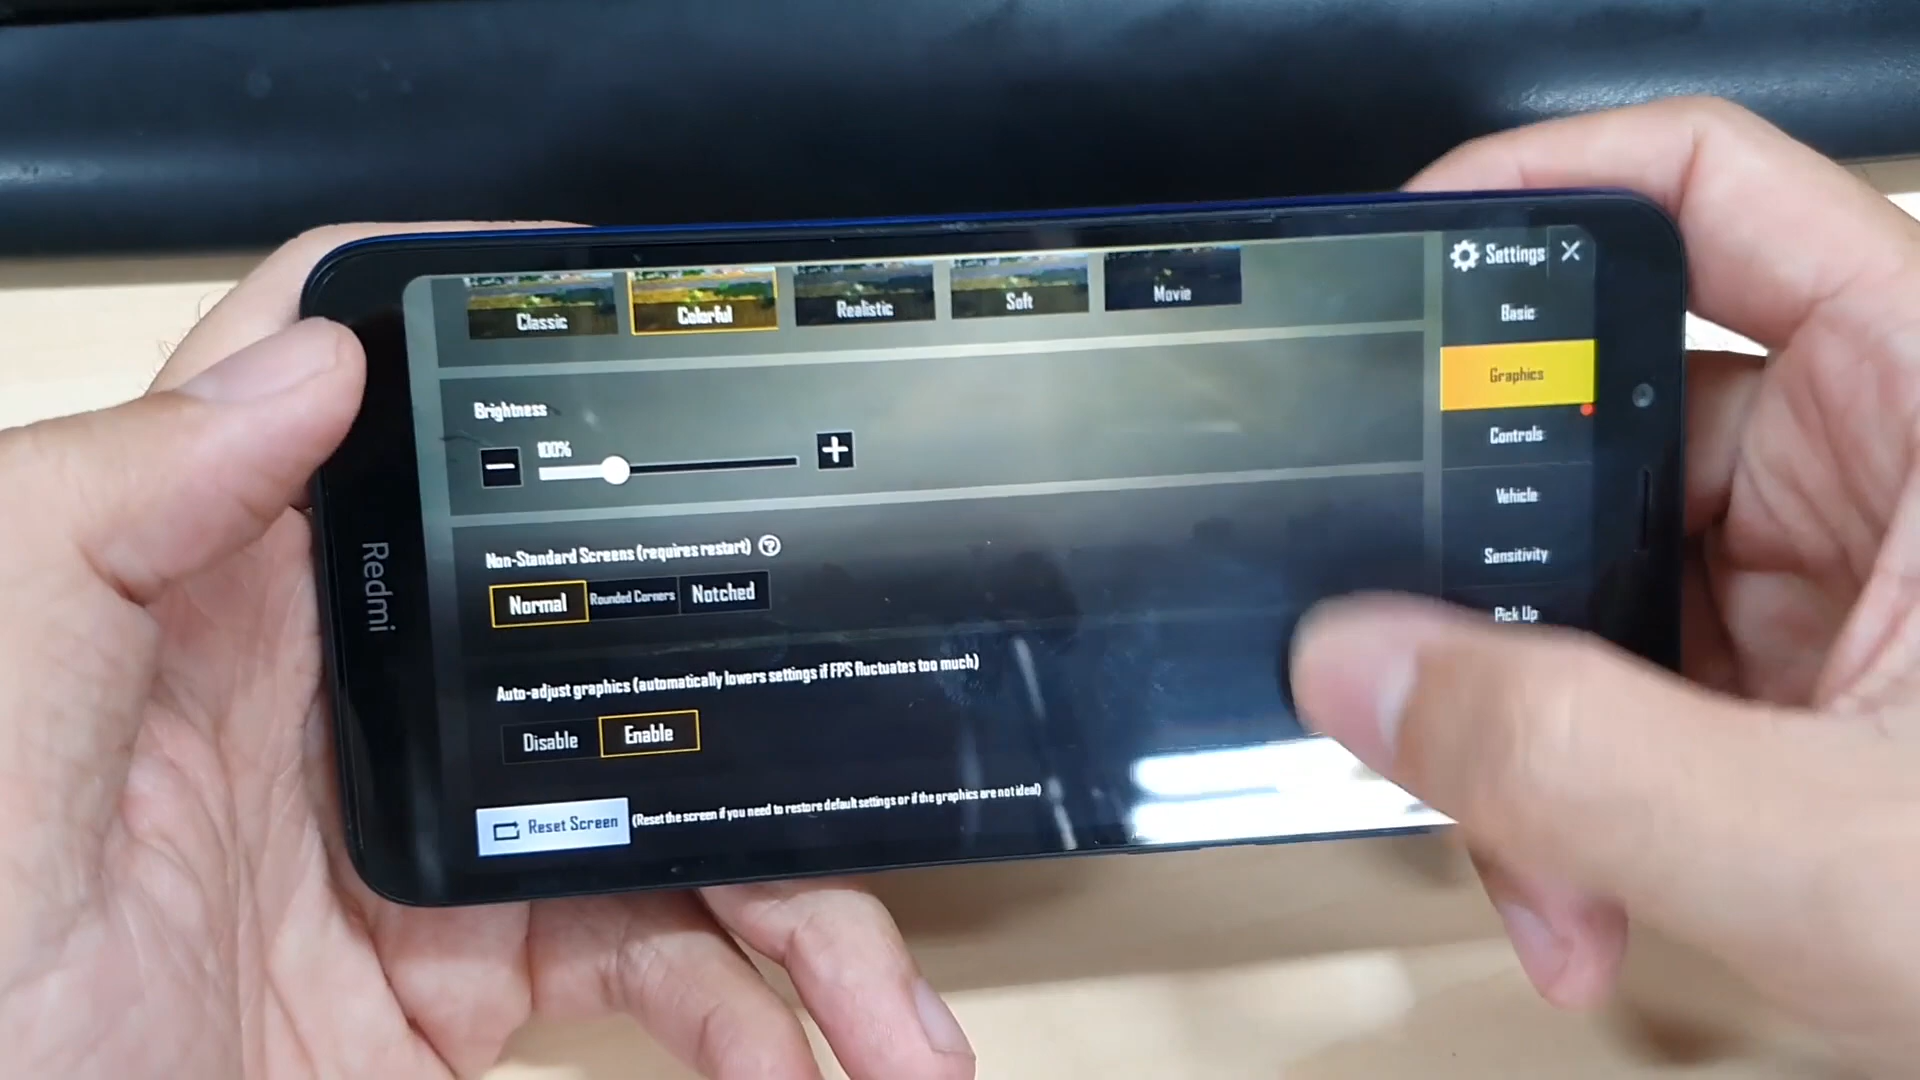 Settings
Classic
Colorful
Realistic
Soft
Movie
Basic
Graphics
Controls
Vehicle
Sensitivity
Pick Up
Brightness
100%
Non-Standard Screens (requires restart)
Normal
Rounded Corners
Notched
Auto-adjust graphics (automatically lowers settings if FPS fluctuates too much)
Disable
Enable
Reset Screen
(Reset the screen if you need to restore default settings or if the graphics are not ideal)
Redmi